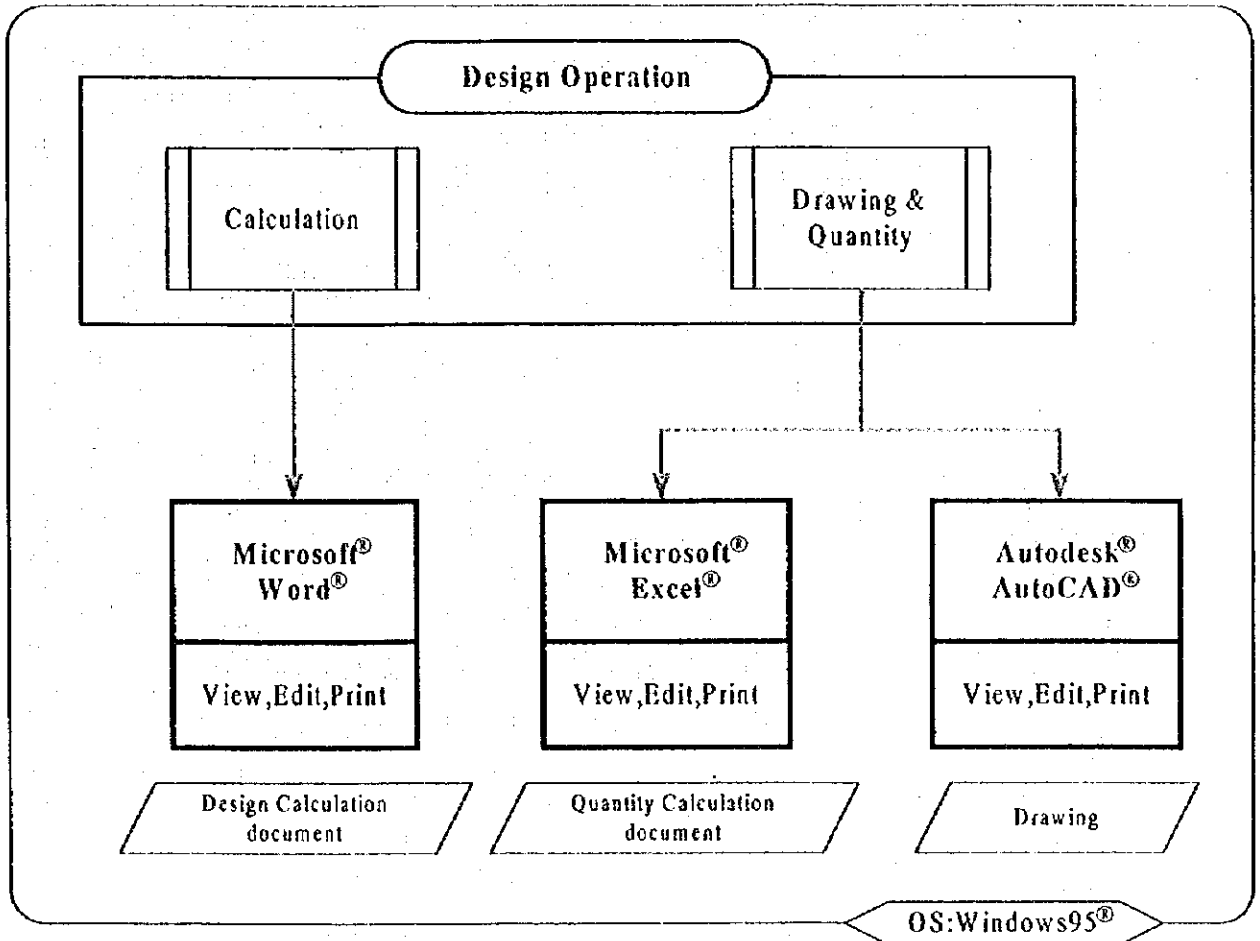 Design Operation
Calculation
Drawing &
Quantity
Microsoft®
Word®
View,Edit,Print
Microsoft®
Excel®
View,Edit,Print
Autodesk®
AutoCAD®
View,Edit,Print
Design Calculation
document
Quantity Calculation
document
Drawing
OS:Windows95®